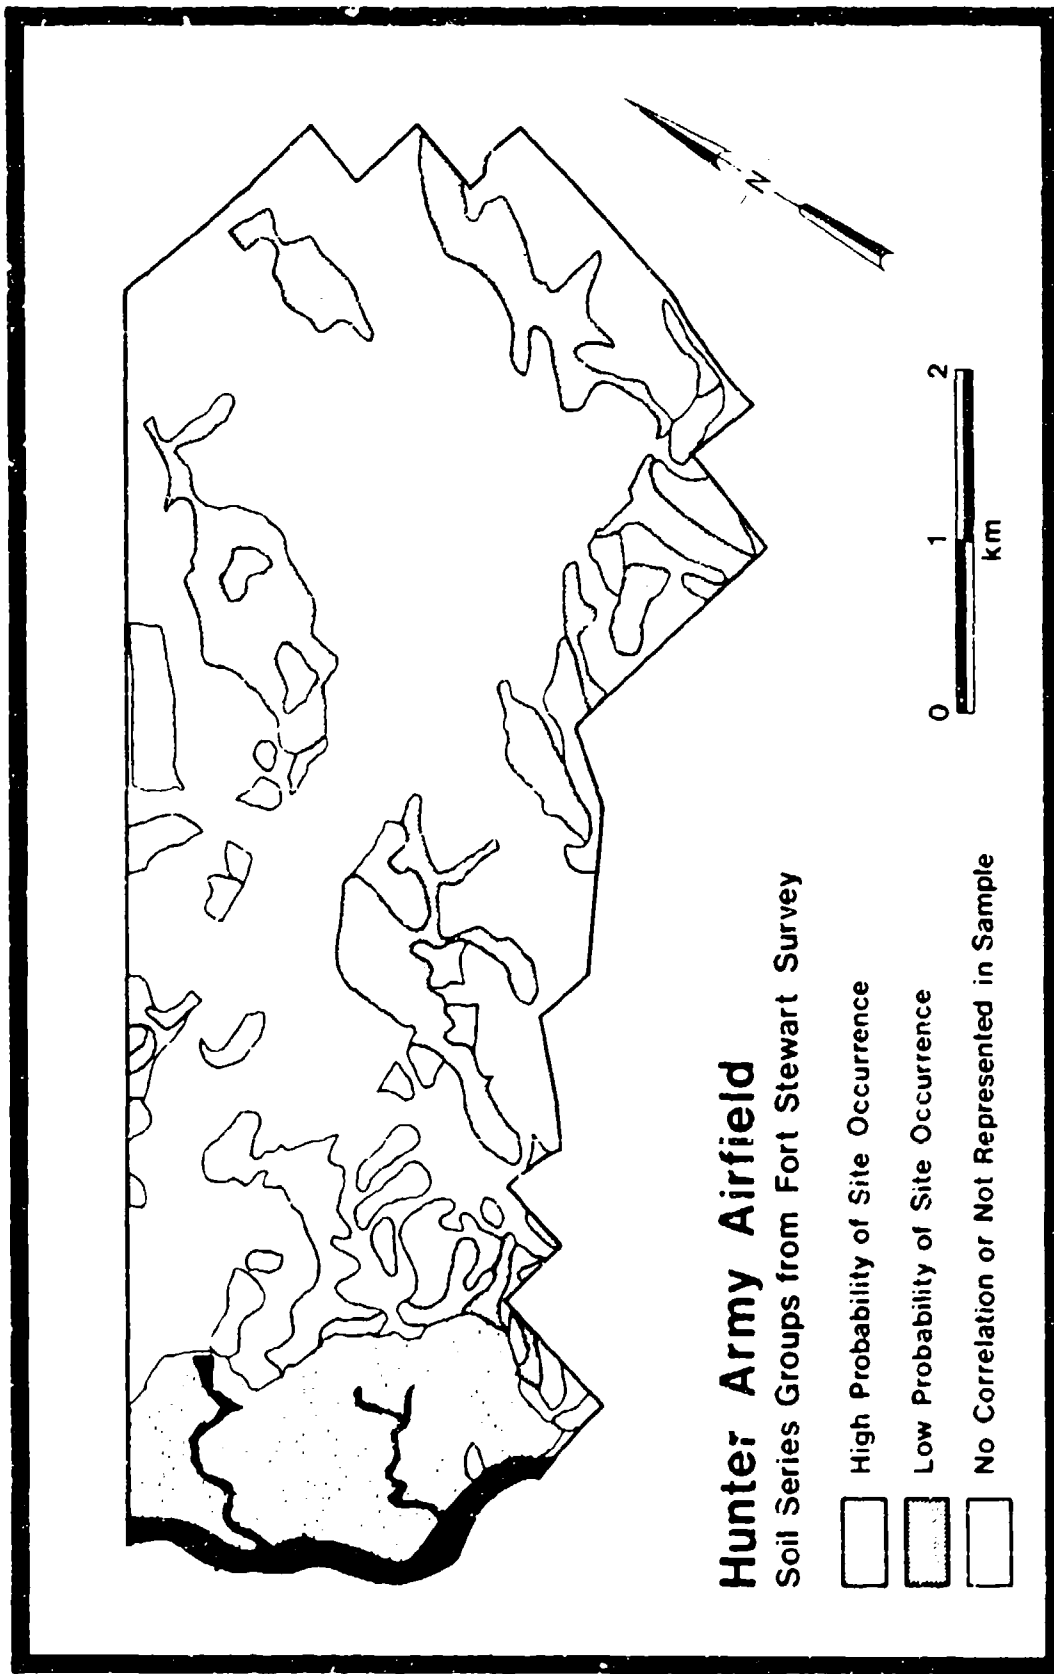 Hunter Army Airfield
Soil Series Groups from Fort Stewart Survey
High Probability of Site Occurrence
Low Probability of Site Occurrence
No Correlation or Not Represented in Sample
0 1 2
km
N